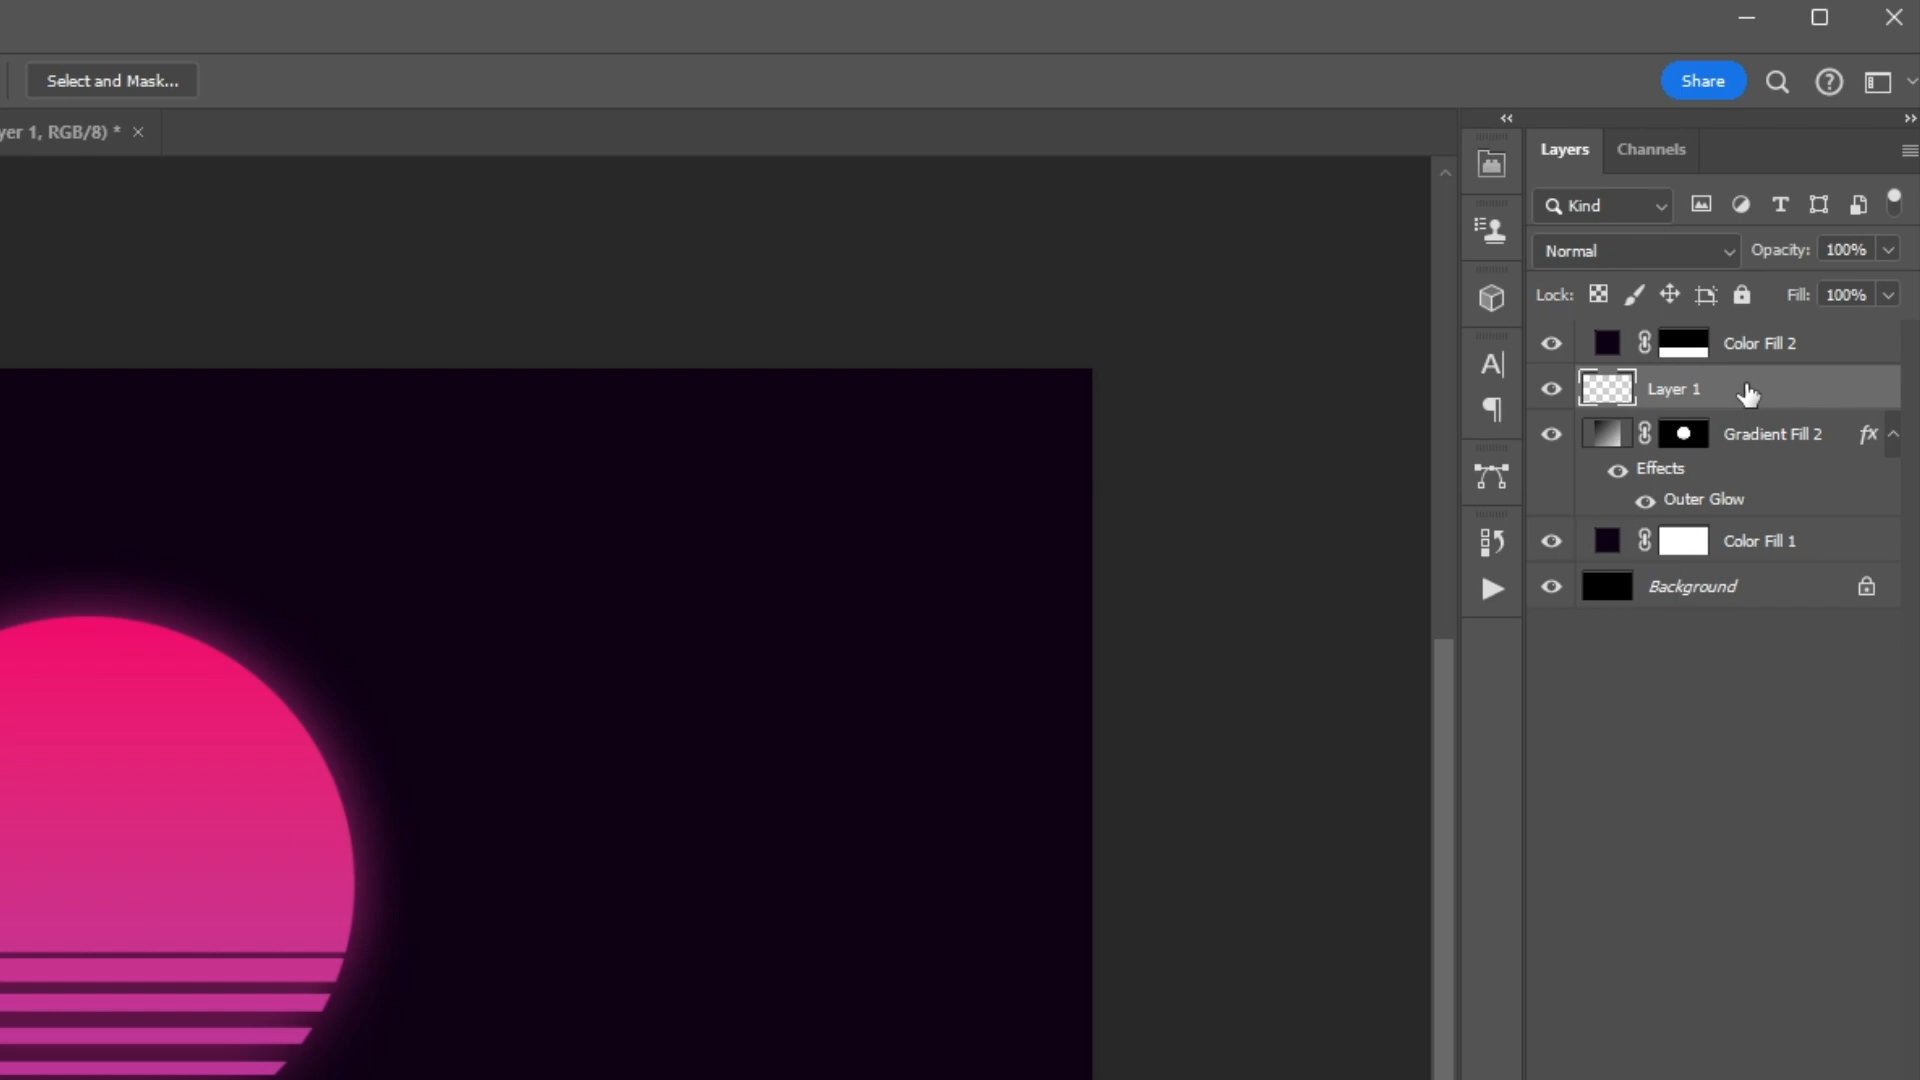 Select and Mask...
Share
yer 1, RGB/8) *
Layers
Channels
Kind
Normal
Opacity: 100%
Lock:
Fill: 100%
Color Fill 2
Layer 1
Gradient Fill 2
fx
Effects
Outer Glow
Color Fill 1
Background